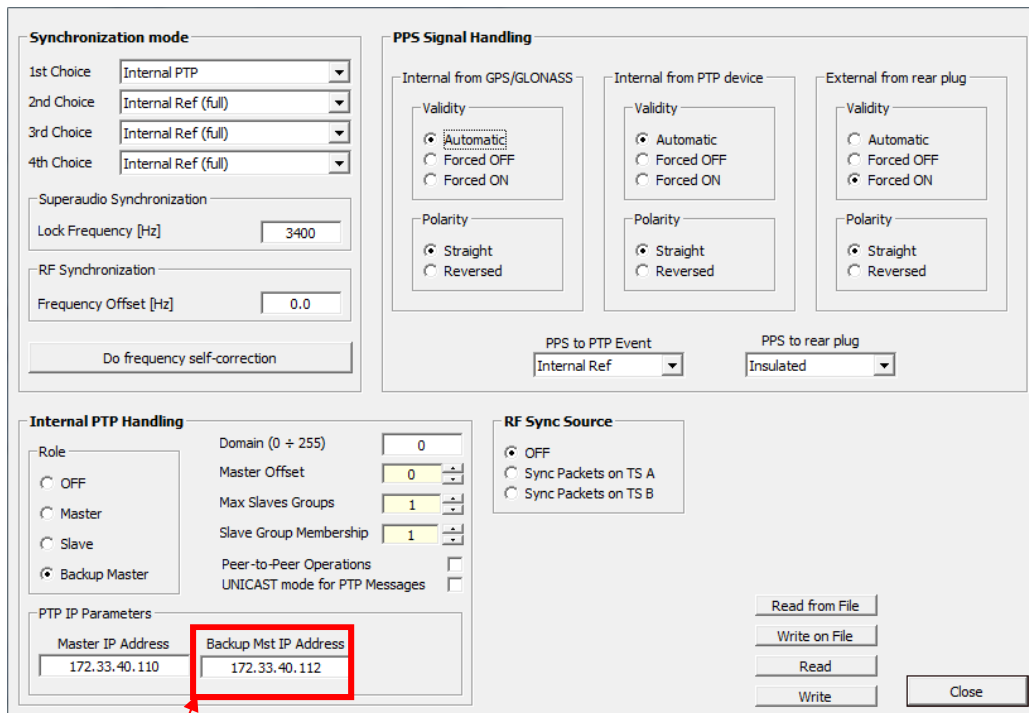 Synchronization mode
1st Choice Internal PTP
2nd Choice Internal Ref (full)
3rd Choice Internal Ref (full)
4th Choice Internal Ref (full)
Superaudio Synchronization
Lock Frequency [Hz] 3400
RF Synchronization
Frequency Offset [Hz] 0.0
Do frequency self-correction
PPS Signal Handling
Internal from GPS/GLONASS
Validity
Automatic
Forced OFF
Forced ON
Polarity
Straight
Reversed
Internal from PTP device
Validity
Automatic
Forced OFF
Forced ON
Polarity
Straight
Reversed
External from rear plug
Validity
Automatic
Forced OFF
Forced ON
Polarity
Straight
Reversed
PPS to PTP Event
Internal Ref
PPS to rear plug
Insulated
Internal PTP Handling
Role
OFF
Master
Slave
Backup Master
Domain (0 ÷ 255) 0
Master Offset 0
Max Slaves Groups 1
Slave Group Membership 1
Peer-to-Peer Operations
UNICAST mode for PTP Messages
PTP IP Parameters
Master IP Address
172.33.40.110
Backup Mst IP Address
172.33.40.112
RF Sync Source
OFF
Sync Packets on TS A
Sync Packets on TS B
Read from File
Write on File
Read
Write
Close